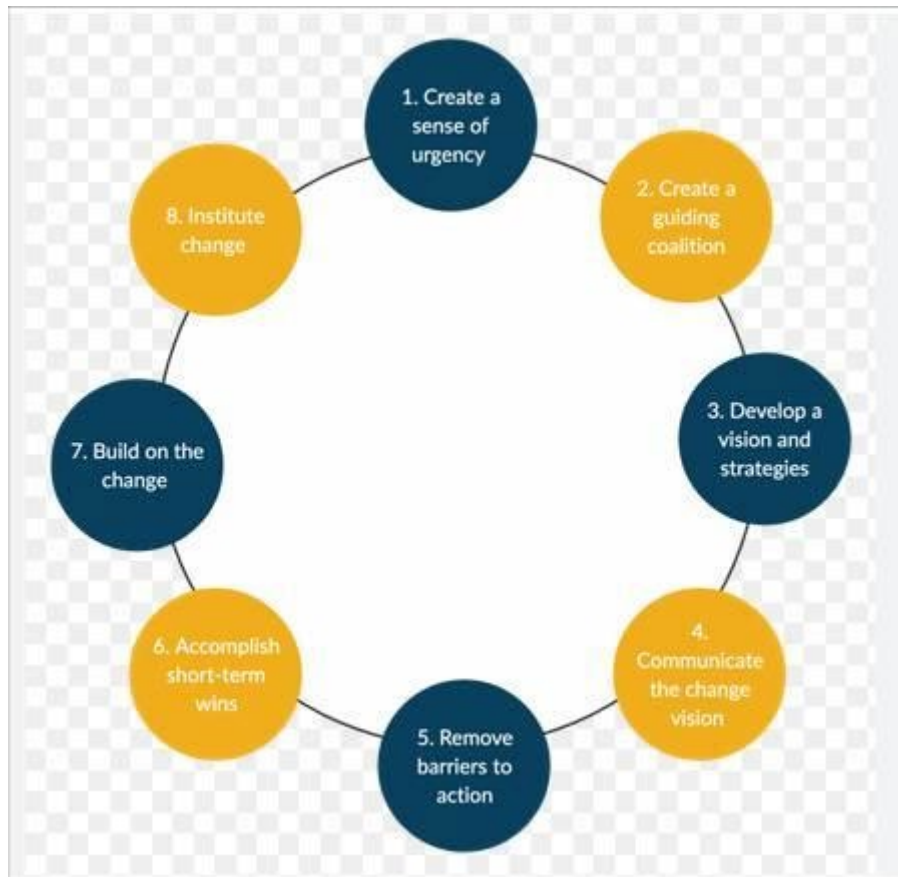 1. Create a
sense of
urgency
2. Create a
guiding
coalition
3. Develop a
vision and
strategies
4.
Communicate
the change
vision
5. Remove
barriers to
action
6. Accomplish
short-term
wins
7. Build on the
change
8. Institute
change